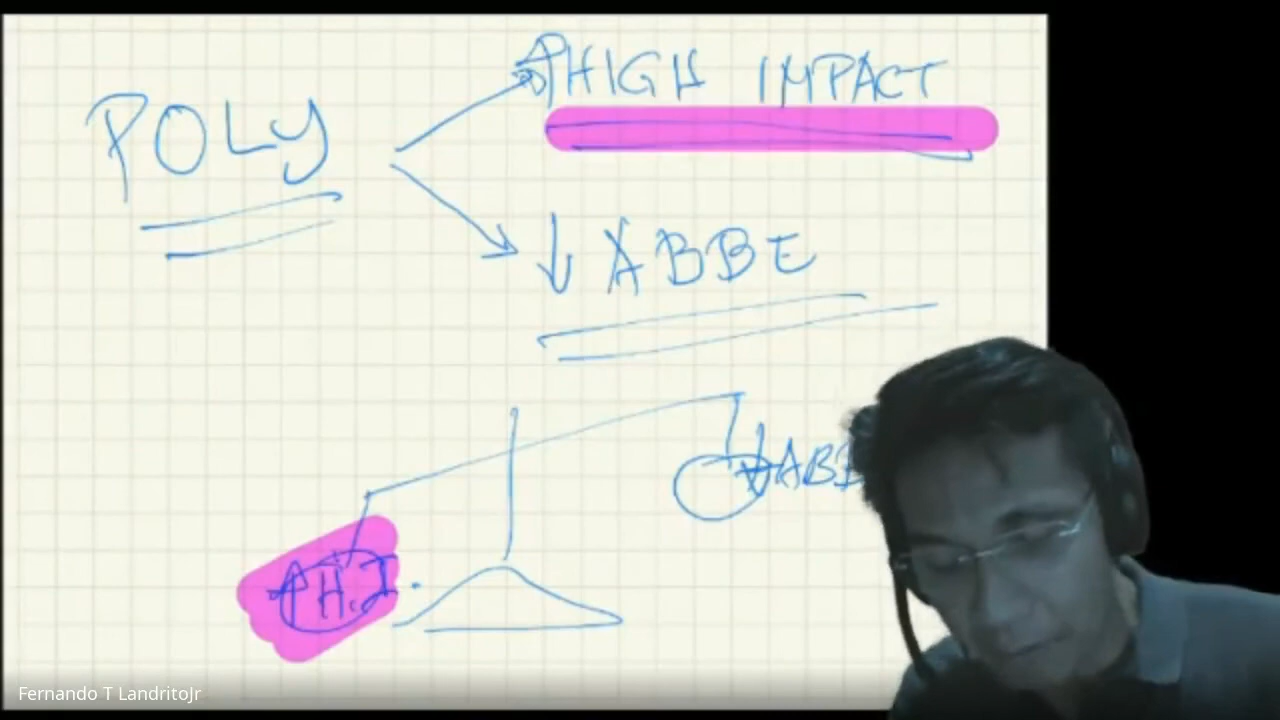 POLY
↑HIGH IMPACT
↓ ABBE
↓ABB
↑H.I.
Fernando T LandritoJr